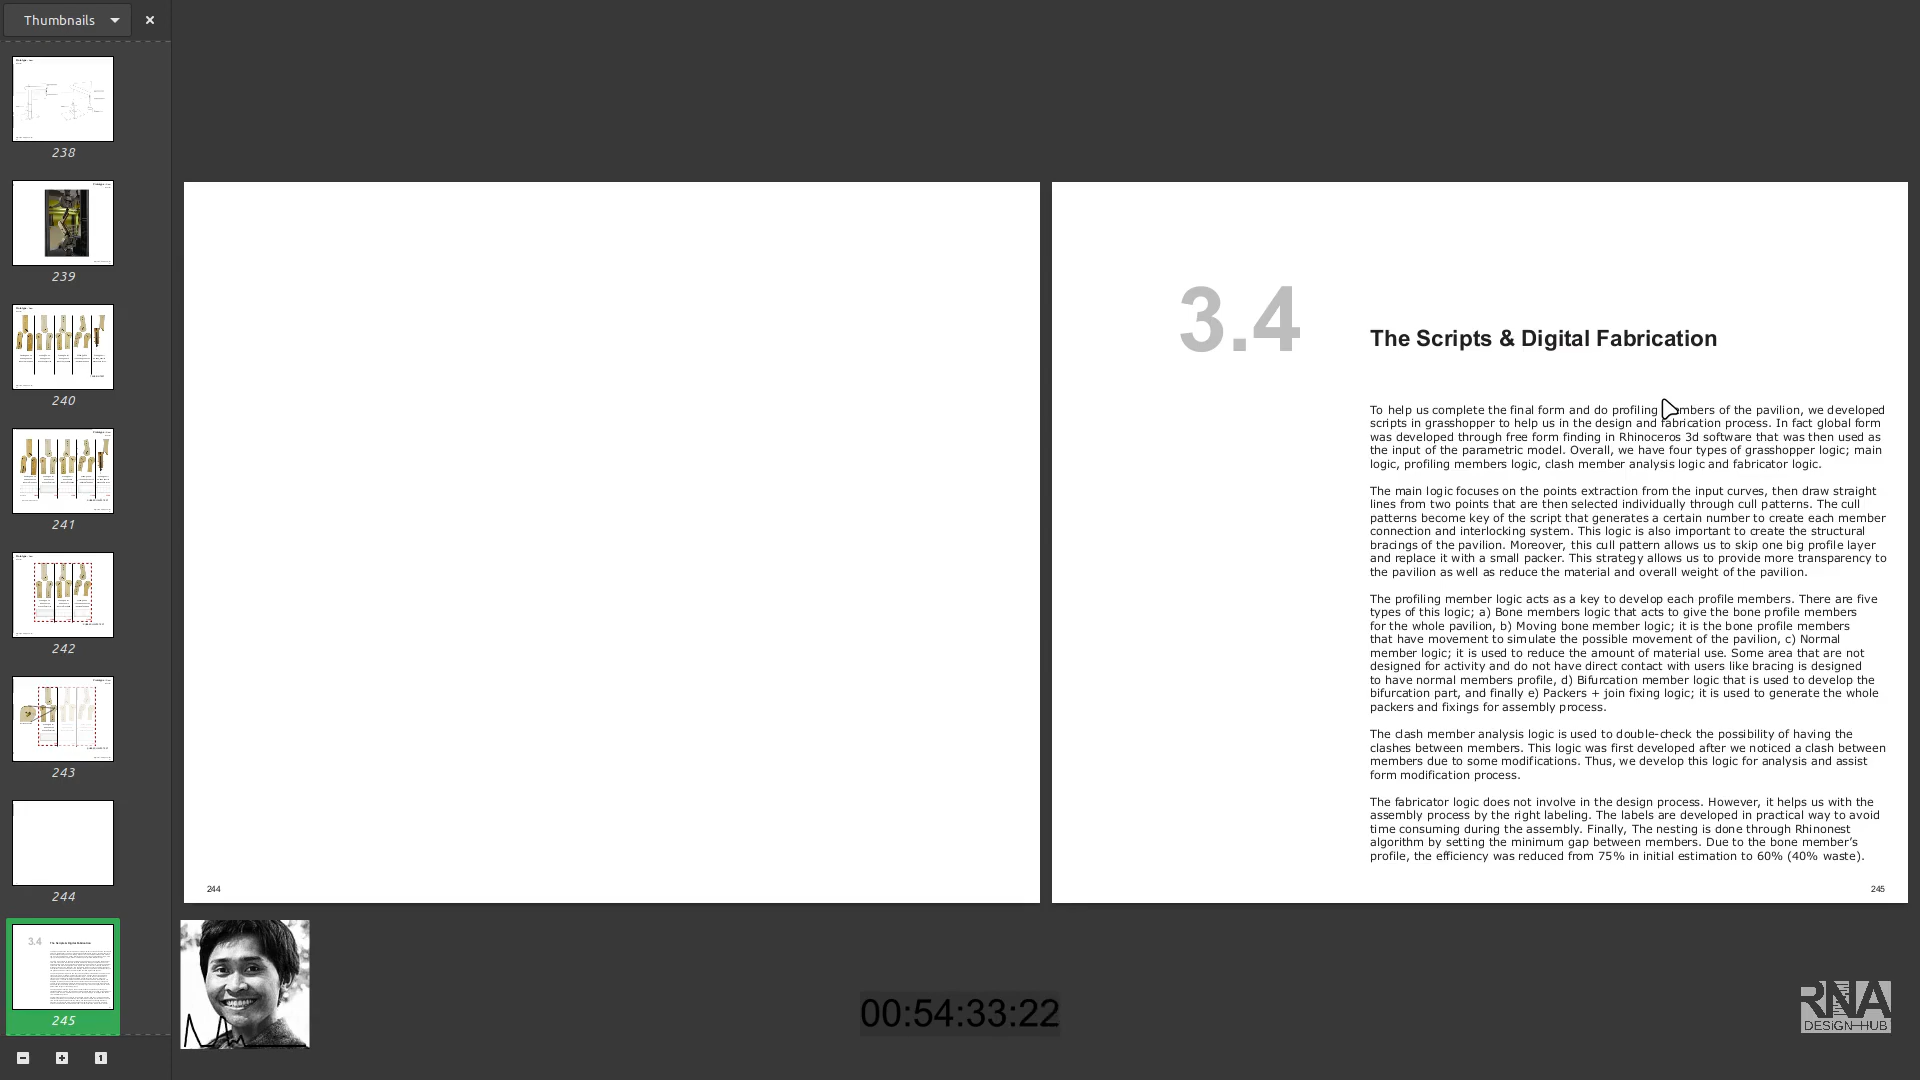 Thumbnails
238
239
240
241
242
243
244
3.4
245
244
3.4
The Scripts & Digital Fabrication
To help us complete the final form and do profiling mbers of the pavilion, we developed
scripts in grasshopper to help us in the design and fabrication process. In fact global form
was developed through free form finding in Rhinoceros 3d software that was then used as
the input of the parametric model. Overall, we have four types of grasshopper logic; main
logic, profiling members logic, clash member analysis logic and fabricator logic.
The main logic focuses on the points extraction from the input curves, then draw straight
lines from two points that are then selected individually through cull patterns. The cull
patterns become key of the script that generates a certain number to create each member
connection and interlocking system. This logic is also important to create the structural
bracings of the pavilion. Moreover, this cull pattern allows us to skip one big profile layer
and replace it with a small packer. This strategy allows us to provide more transparency to
the pavilion as well as reduce the material and overall weight of the pavilion.
The profiling member logic acts as a key to develop each profile members. There are five
types of this logic; a) Bone members logic that acts to give the bone profile members
for the whole pavilion, b) Moving bone member logic; it is the bone profile members
that have movement to simulate the possible movement of the pavilion, c) Normal
member logic; it is used to reduce the amount of material use. Some area that are not
designed for activity and do not have direct contact with users like bracing is designed
to have normal members profile, d) Bifurcation member logic that is used to develop the
bifurcation part, and finally e) Packers + join fixing logic; it is used to generate the whole
packers and fixings for assembly process.
The clash member analysis logic is used to double-check the possibility of having the
clashes between members. This logic was first developed after we noticed a clash between
members due to some modifications. Thus, we develop this logic for analysis and assist
form modification process.
The fabricator logic does not involve in the design process. However, it helps us with the
assembly process by the right labeling. The labels are developed in practical way to avoid
time consuming during the assembly. Finally, The nesting is done through Rhinonest
algorithm by setting the minimum gap between members. Due to the bone member's
profile, the efficiency was reduced from 75% in initial estimation to 60% (40% waste).
245
00:54:33:22
RNA
DESIGN-HUB
1